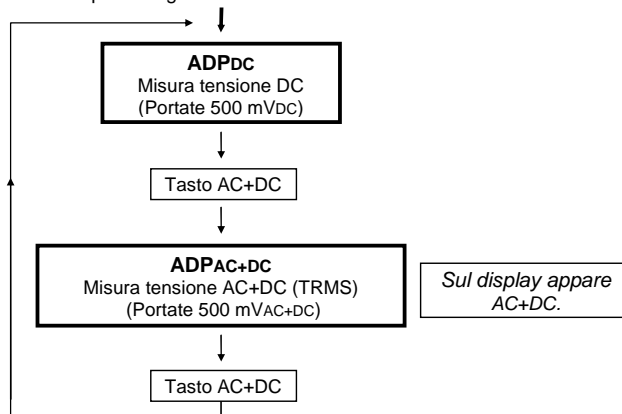 ADPDC
Misura tensione DC
(Portate 500 mVDC)
Tasto AC+DC
ADPAC+DC
Misura tensione AC+DC (TRMS)
(Portate 500 mVAC+DC)
Sul display appare
AC+DC.
Tasto AC+DC